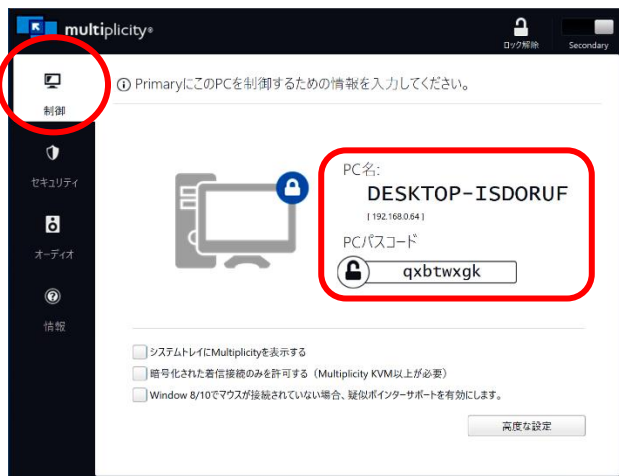 multiplicity®
ロック解除
Secondary
制御
セキュリティ
オーディオ
情報
PrimaryにこのPCを制御するための情報を入力してください。
PC名:
DESKTOP-ISDORUF
[ 192.168.0.64 ]
PCパスコード
qxbtwxgk
システムトレイにMultiplicityを表示する
暗号化された着信接続のみを許可する（Multiplicity KVM以上が必要）
Window 8/10でマウスが接続されていない場合、疑似ポインターサポートを有効にします。
高度な設定